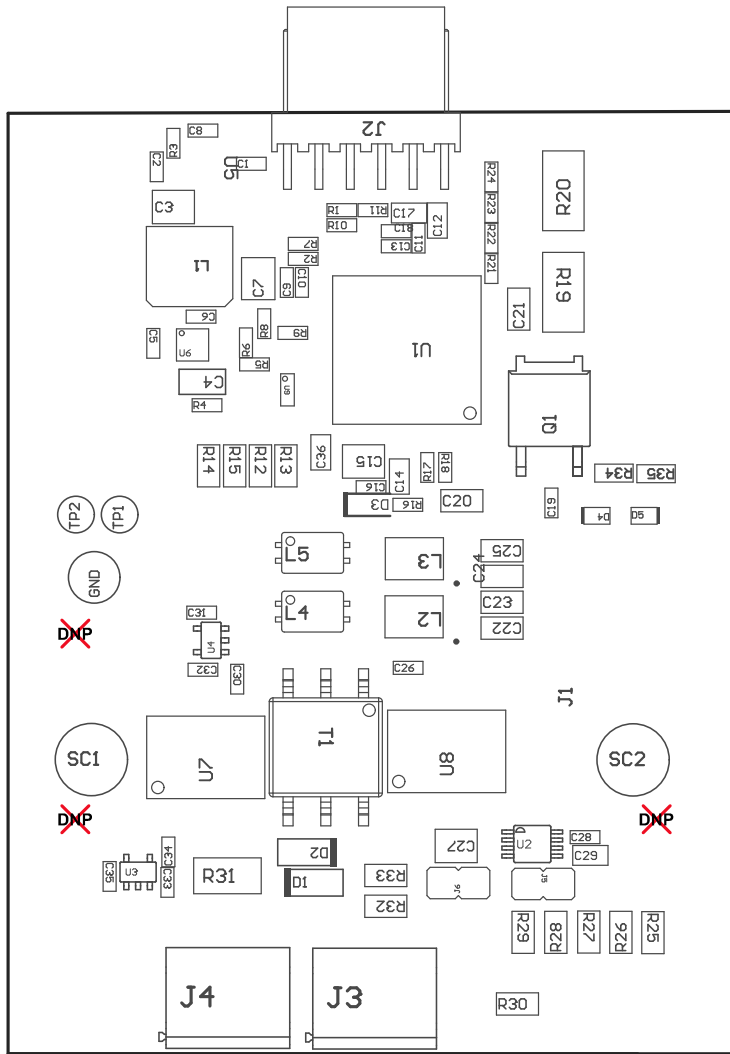 J2
C8
R3
C2
U5
C1
R24
R20
C3
R23
R1
R11
C17
C12
R10
C18
R22
C11
R7
C13
L1
R2
R21
C7
C9
C10
R19
C21
C6
R8
C5
R9
U6
R6
U1
R5
C4
U9
R4
Q1
R14
R15
R12
R13
C36
C15
C14
R17
R18
R34
R35
C16
D3
R16
C20
C19
TP2
TP1
D4
D5
L5
L3
C25
C24
GND
L4
L2
C23
C31
C22
DNP
U4
C32
C30
C26
J1
T1
SC1
U7
U8
SC2
DNP
DNP
C27
U2
C28
C29
C34
D2
U3
C35
C33
R31
D1
R33
J6
J5
R32
R29
R28
R27
R26
R25
J4
J3
R30